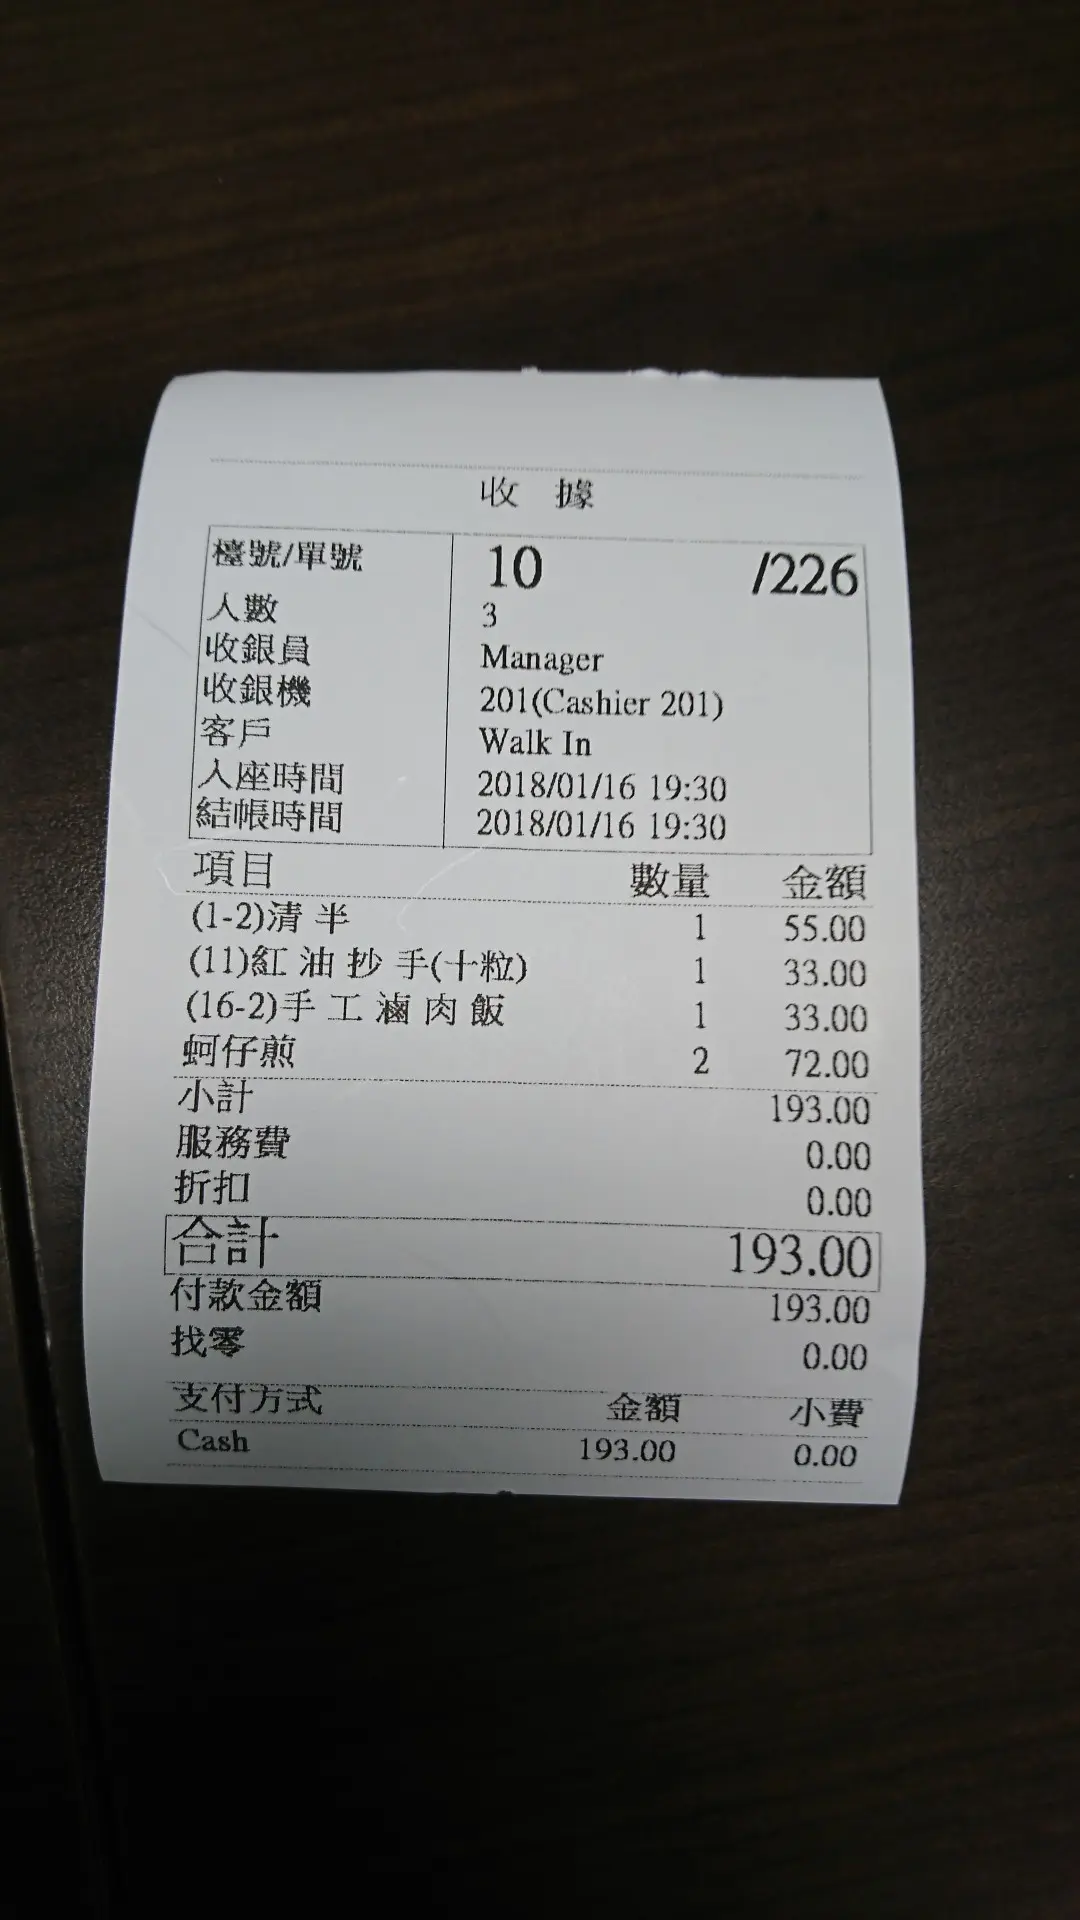 收 據
檯號/單號 10 /226
人數 3
收銀員 Manager
收銀機 201(Cashier 201)
客戶 Walk In
入座時間 2018/01/16 19:30
結帳時間 2018/01/16 19:30
項目 數量 金額
(1-2)清 半 1 55.00
(11)紅 油 抄 手(十粒) 1 33.00
(16-2)手 工 滷 肉 飯 1 33.00
蚵仔煎 2 72.00
小計 193.00
服務費 0.00
折扣 0.00
合計 193.00
付款金額 193.00
找零 0.00
支付方式 金額 小費
Cash 193.00 0.00